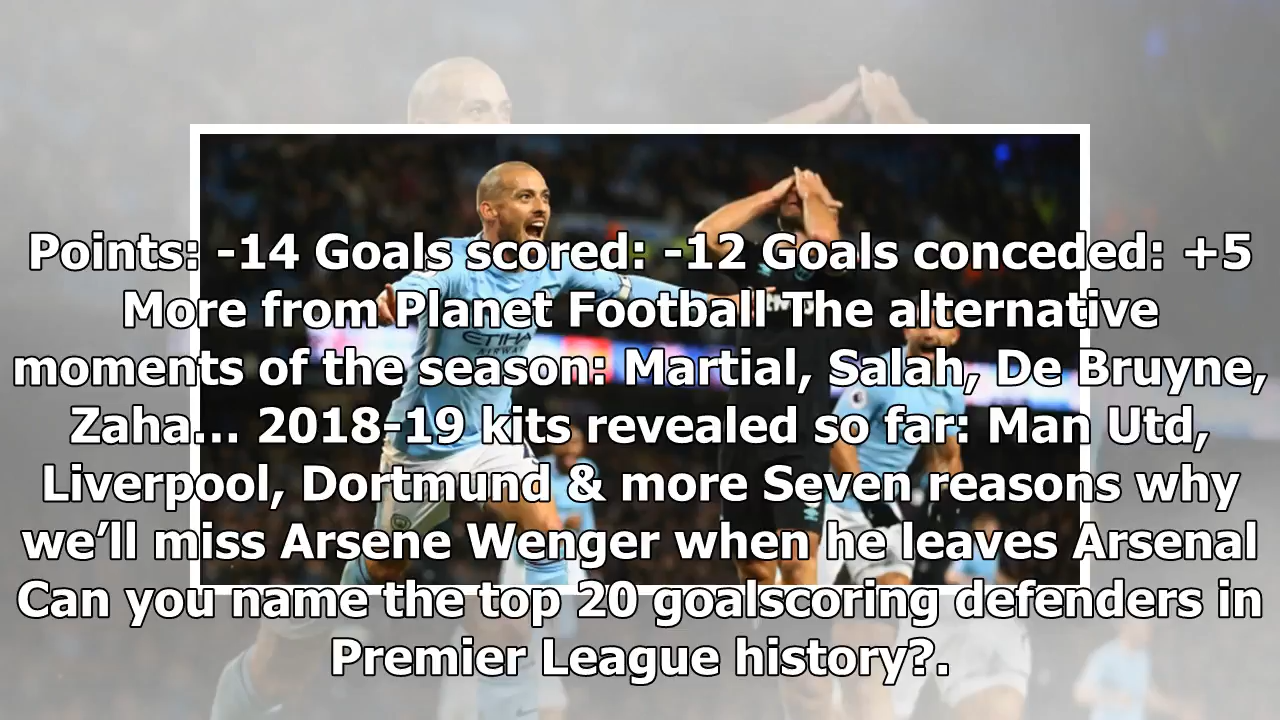 Points: -14 Goals scored: -12 Goals conceded: +5
More from Planet Football The alternative
moments of the season: Martial, Salah, De Bruyne,
Zaha... 2018-19 kits revealed so far: Man Utd,
Liverpool, Dortmund & more Seven reasons why
we’ll miss Arsene Wenger when he leaves Arsenal
Can you name the top 20 goalscoring defenders in
Premier League history?.
ETIHAD
AIRWAYS